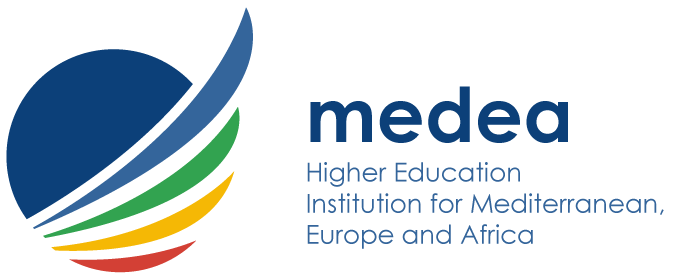 medea
Higher Education
Institution for Mediterranean,
Europe and Africa